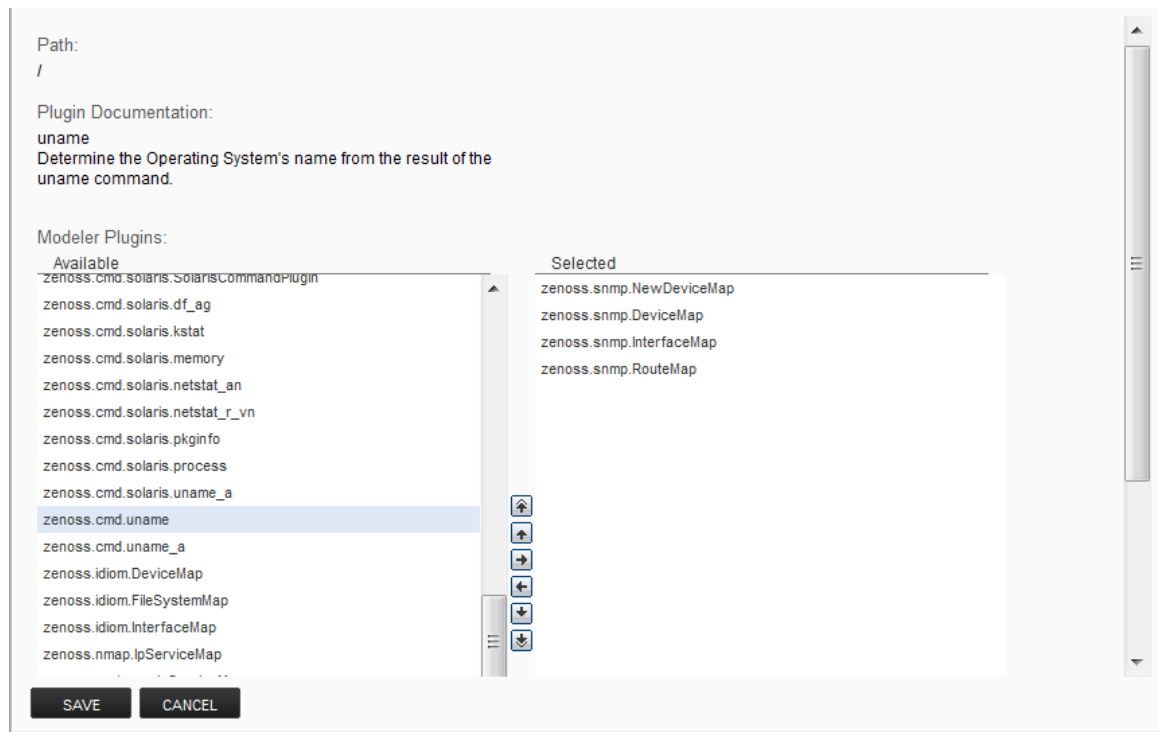 Path:
/
Plugin Documentation:
uname
Determine the Operating System's name from the result of the
uname command.
Modeler Plugins:
Available
zenoss.cmd.solaris.SolarisCommandPlugin
zenoss.cmd.solaris.df_ag
zenoss.cmd.solaris.kstat
zenoss.cmd.solaris.memory
zenoss.cmd.solaris.netstat_an
zenoss.cmd.solaris.netstat_r_vn
zenoss.cmd.solaris.pkginfo
zenoss.cmd.solaris.process
zenoss.cmd.solaris.uname_a
zenoss.cmd.uname
zenoss.cmd.uname_a
zenoss.idiom.DeviceMap
zenoss.idiom.FileSystemMap
zenoss.idiom.InterfaceMap
zenoss.nmap.IpServiceMap
Selected
zenoss.snmp.NewDeviceMap
zenoss.snmp.DeviceMap
zenoss.snmp.InterfaceMap
zenoss.snmp.RouteMap
SAVE CANCEL